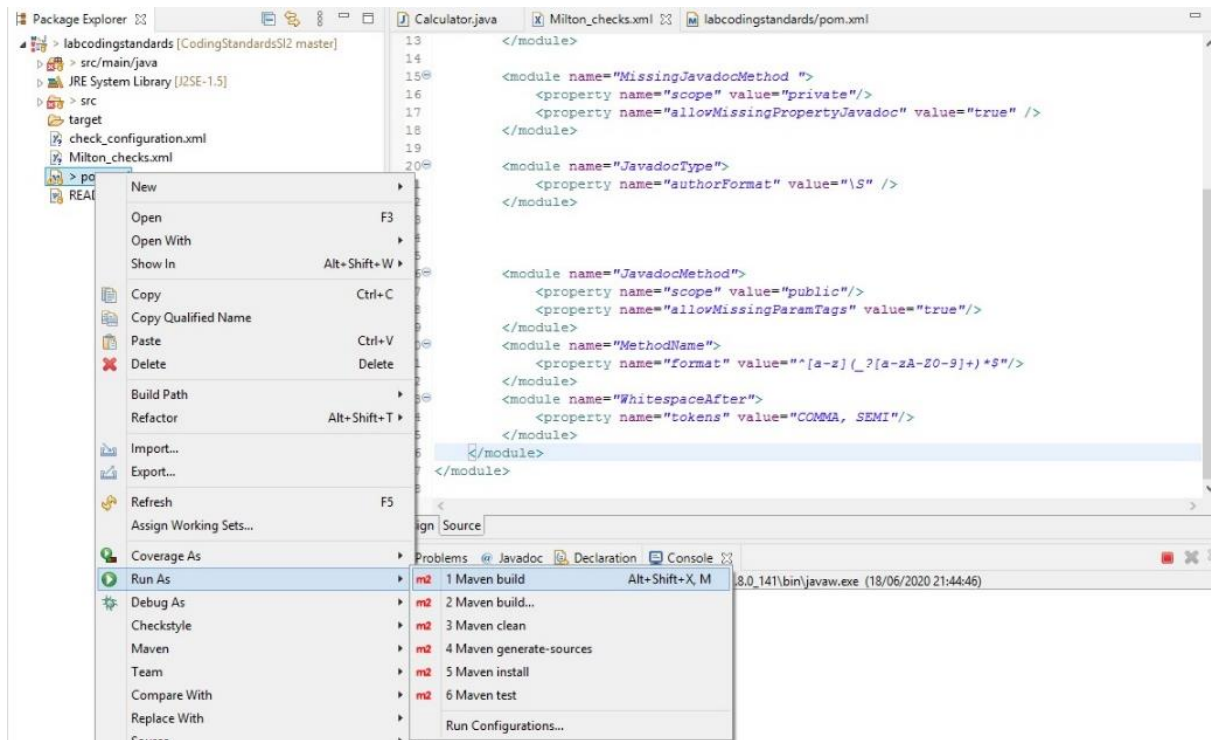 Package Explorer
labcodingstandards [CodingStandardsSI2 master]
> src/main/java
JRE System Library [J2SE-1.5]
> src
target
check_configuration.xml
Milton_checks.xml
> po
READ
New
Open F3
Open With
Show In Alt+Shift+W
Copy Ctrl+C
Copy Qualified Name
Paste Ctrl+V
Delete Delete
Build Path
Refactor Alt+Shift+T
Import...
Export...
Refresh F5
Assign Working Sets...
Coverage As
Run As
Debug As
Checkstyle
Maven
Team
Compare With
Replace With
m2 1 Maven build Alt+Shift+X, M
m2 2 Maven build...
m2 3 Maven clean
m2 4 Maven generate-sources
m2 5 Maven install
m2 6 Maven test
Run Configurations...
Calculator.java Milton_checks.xml labcodingstandards/pom.xml
13 </module>
14
15 <module name="MissingJavadocMethod ">
16 <property name="scope" value="private"/>
17 <property name="allowMissingPropertyJavadoc" value="true" />
18 </module>
19
20 <module name="JavadocType">
<property name="authorFormat" value="\S" />
</module>
<module name="JavadocMethod">
<property name="scope" value="public"/>
<property name="allowMissingParamTags" value="true"/>
</module>
<module name="MethodName">
<property name="format" value="^[a-z](_?[a-zA-Z0-9]+)*$"/>
</module>
<module name="WhitespaceAfter">
<property name="tokens" value="COMMA, SEMI"/>
</module>
</module>
</module>
ign Source
Problems @ Javadoc Declaration Console
.8.0_141\bin\javaw.exe (18/06/2020 21:44:46)